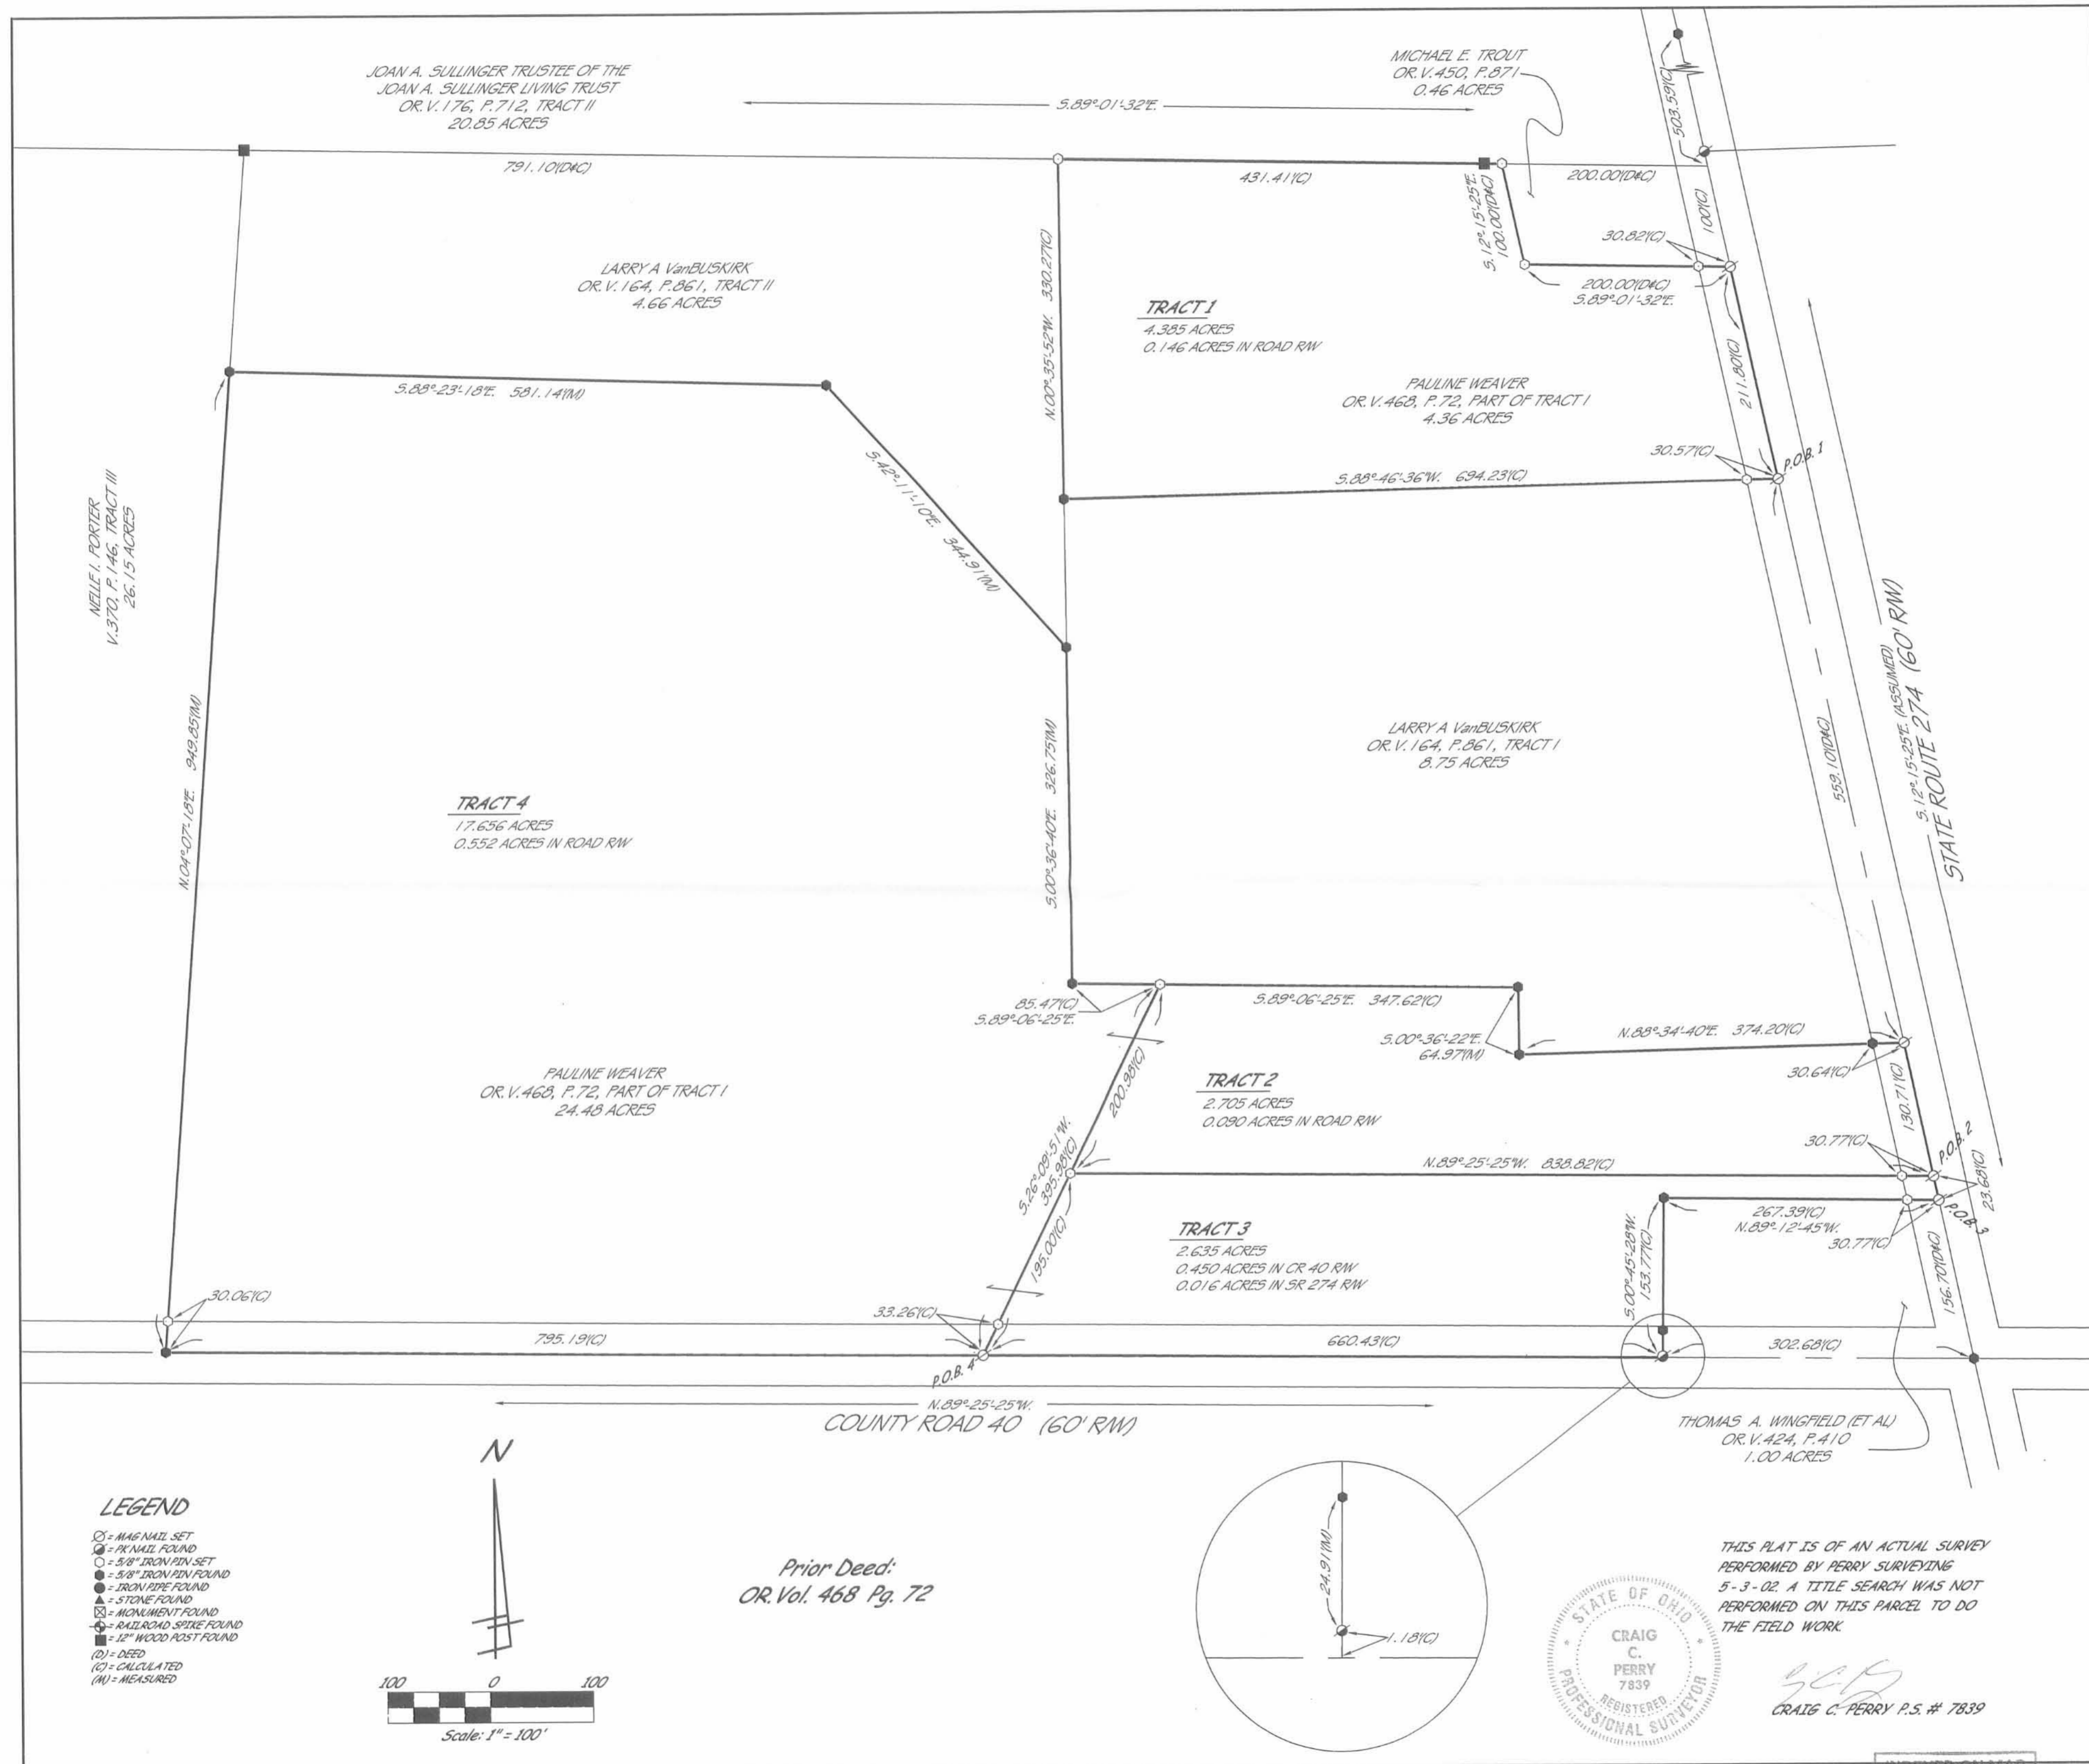 JOAN A. SULLINGER TRUSTEE OF THE
JOAN A. SULLINGER LIVING TRUST
OR. V. 176, P. 712, TRACT II
20.85 ACRES
S.89°-01'-32"E.
MICHAEL E. TROUT
OR. V. 450, P. 871
0.46 ACRES
503.59'(C)
791.10'(D&C)
431.41'(C)
S.12°-15'-25"E.
100.00'(D&C)
200.00'(D&C)
100'(C)
30.82'(C)
200.00'(D&C)
S.89°-01'-32"E.
LARRY A VanBUSKIRK
OR. V. 164, P. 861, TRACT II
4.66 ACRES
N.00°-35'-52"W. 330.27'(C)
TRACT 1
4.385 ACRES
0.146 ACRES IN ROAD R/W
211.80'(C)
PAULINE WEAVER
OR. V. 468, P. 72, PART OF TRACT I
4.36 ACRES
S.88°-23'-18"E. 581.14'(M)
30.57'(C)
P.O.B. 1
S.88°-46'-36"W. 694.23'(C)
S.42°-11'-10"E. 344.91'(M)
NELLE I. PORTER
V. 370, P. 146, TRACT III
26.15 ACRES
N.04°-07'-18"E. 949.85'(M)
S.00°-36'-40"E. 326.75'(M)
LARRY A VanBUSKIRK
OR. V. 164, P. 861, TRACT I
8.75 ACRES
559.10'(D&C)
S.12°-15'-25"E. (ASSUMED)
STATE ROUTE 274 (60' R/W)
TRACT 4
17.656 ACRES
0.552 ACRES IN ROAD R/W
85.47'(C)
S.89°-06'-25"E.
S.89°-06'-25"E. 347.62'(C)
S.00°-36'-22"E.
64.97'(M)
N.88°-34'-40"E. 374.20'(C)
30.64'(C)
PAULINE WEAVER
OR. V. 468, P. 72, PART OF TRACT I
24.48 ACRES
200.98'(C)
TRACT 2
2.705 ACRES
0.090 ACRES IN ROAD R/W
130.71'(C)
S.26°-09'-51"W.
395.98'(C)
30.77'(C)
P.O.B. 2
N.89°-25'-25"W. 838.82'(C)
23.68'(C)
P.O.B. 3
195.00'(C)
TRACT 3
2.635 ACRES
0.450 ACRES IN CR 40 R/W
0.016 ACRES IN SR 274 R/W
267.39'(C)
N.89°-12'-45"W.
30.77'(C)
S.00°-45'-28"W.
153.77'(C)
156.70'(D&C)
30.06'(C)
33.26'(C)
795.19'(C)
660.43'(C)
302.68'(C)
P.O.B. 4
N.89°-25'-25"W.
COUNTY ROAD 40 (60' R/W)
THOMAS A. WINGFIELD (ET AL)
OR. V. 424, P. 410
1.00 ACRES
N
LEGEND
= MAG NAIL SET
= PK NAIL FOUND
= 5/8" IRON PIN SET
= 5/8" IRON PIN FOUND
= IRON PIPE FOUND
= STONE FOUND
= MONUMENT FOUND
= RAILROAD SPIKE FOUND
= 12" WOOD POST FOUND
(D) = DEED
(C) = CALCULATED
(M) = MEASURED
100 0 100
Scale: 1" = 100'
Prior Deed:
OR. Vol. 468 Pg. 72
24.91'(M)
1.18'(C)
THIS PLAT IS OF AN ACTUAL SURVEY
PERFORMED BY PERRY SURVEYING
5-3-02. A TITLE SEARCH WAS NOT
PERFORMED ON THIS PARCEL TO DO
THE FIELD WORK.
STATE OF OHIO
CRAIG
C.
PERRY
7839
REGISTERED
PROFESSIONAL SURVEYOR
CRAIG C. PERRY P.S. # 7839